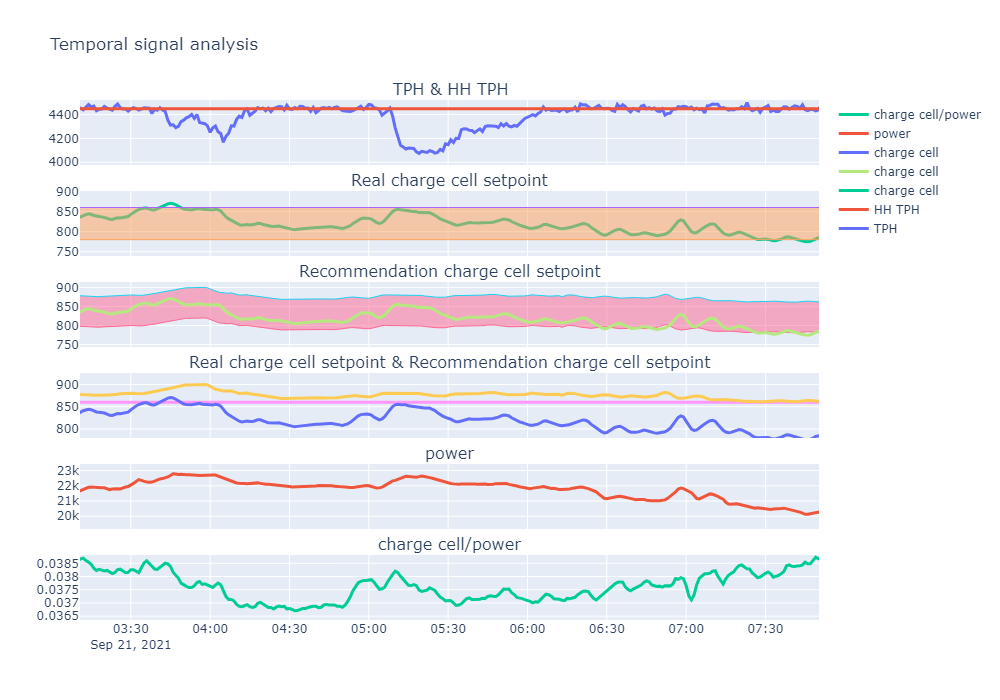 Temporal signal analysis
TPH & HH TPH
4400
4200
4000
Real charge cell setpoint
900
850
800
750
Recommendation charge cell setpoint
900
850
800
750
Real charge cell setpoint & Recommendation charge cell setpoint
900
850
800
power
23k
22k
21k
20k
charge cell/power
0.0385
0.038
0.0375
0.037
0.0365
03:30 04:00 04:30 05:00 05:30 06:00 06:30 07:00 07:30
Sep 21, 2021
charge cell/power
power
charge cell
charge cell
charge cell
HH TPH
TPH